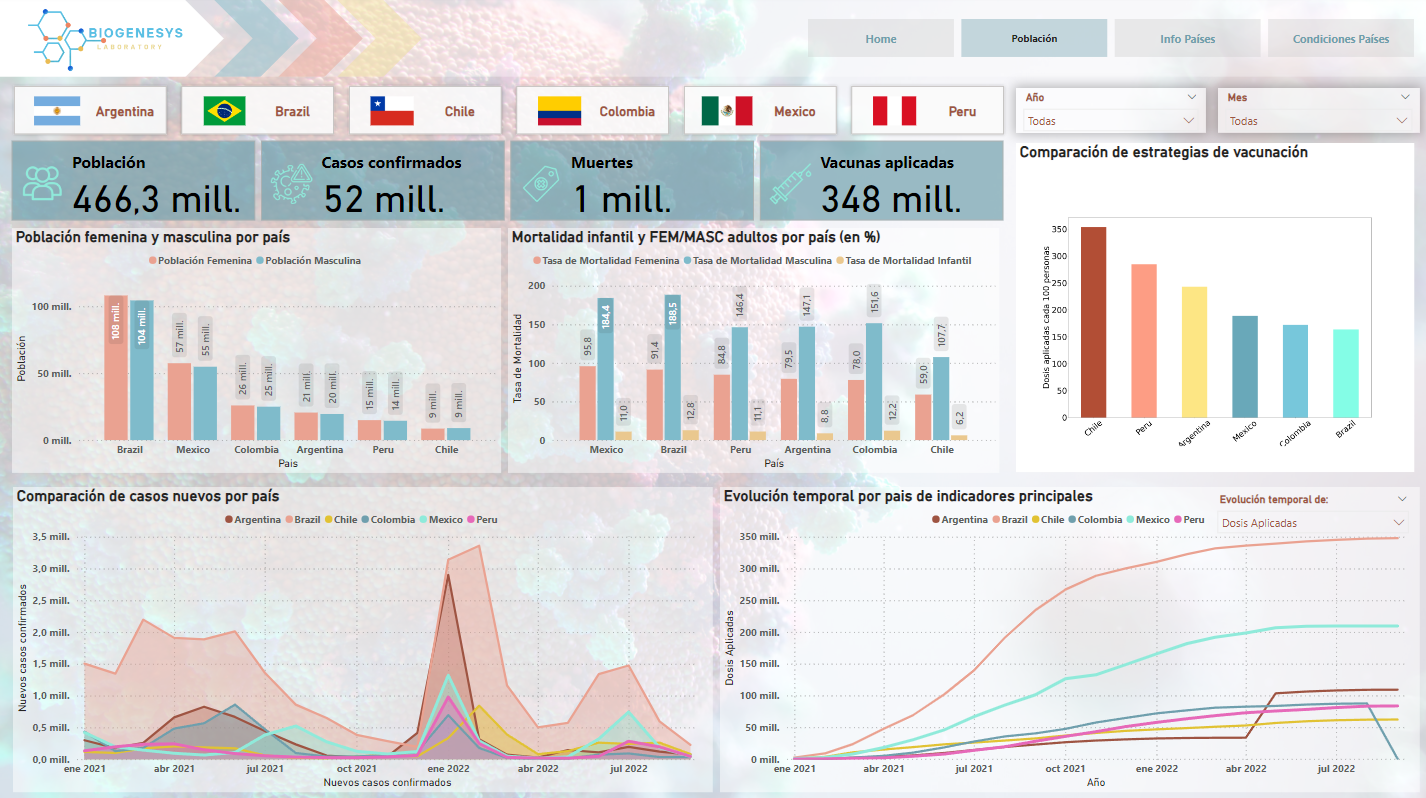 BIOGENESYS
LABORATORY
Home
Población
Info Países
Condiciones Países
Argentina
Brazil
Chile
Colombia
Mexico
Peru
Año
Todas
Mes
Todas
Población
466,3 mill.
Casos confirmados
52 mill.
Muertes
1 mill.
Vacunas aplicadas
348 mill.
Población femenina y masculina por país
Población Femenina Población Masculina
Población
100 mill.
50 mill.
0 mill.
108 mill.
104 mill.
57 mill.
55 mill.
26 mill.
25 mill.
21 mill.
20 mill.
15 mill.
14 mill.
9 mill.
9 mill.
Brazil Mexico Colombia Argentina Peru Chile
Pais
Mortalidad infantil y FEM/MASC adultos por país (en %)
Tasa de Mortalidad Femenina Tasa de Mortalidad Masculina Tasa de Mortalidad Infantil
Tasa de Mortalidad
200
150
100
50
0
95,8
184,4
11,0
91,4
188,5
12,8
84,8
146,4
11,1
79,5
147,1
8,8
78,0
151,6
12,2
59,0
107,7
6,2
Mexico Brazil Peru Argentina Colombia Chile
País
Comparación de estrategias de vacunación
Dosis aplicadas cada 100 personas
350
300
250
200
150
100
50
0
Chile
Peru
Argentina
Mexico
Colombia
Brazil
Comparación de casos nuevos por país
Argentina Brazil Chile Colombia Mexico Peru
Nuevos casos confirmados
3,5 mill.
3,0 mill.
2,5 mill.
2,0 mill.
1,5 mill.
1,0 mill.
0,5 mill.
0,0 mill.
ene 2021 abr 2021 jul 2021 oct 2021 ene 2022 abr 2022 jul 2022
Nuevos casos confirmados
Evolución temporal por pais de indicadores principales
Evolución temporal de:
Dosis Aplicadas
Argentina Brazil Chile Colombia Mexico Peru
Dosis Aplicadas
350 mill.
300 mill.
250 mill.
200 mill.
150 mill.
100 mill.
50 mill.
0 mill.
ene 2021 abr 2021 jul 2021 oct 2021 ene 2022 abr 2022 jul 2022
Año